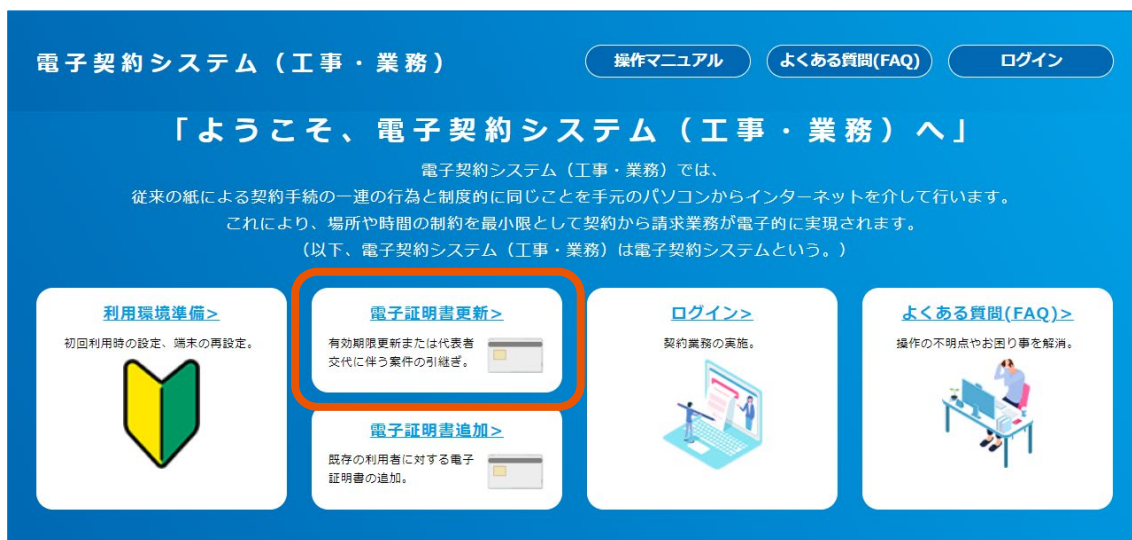 電子契約システム（工事・業務）
操作マニュアル
よくある質問(FAQ)
ログイン
「ようこそ、電子契約システム（工事・業務）へ」
電子契約システム（工事・業務）では、
従来の紙による契約手続の一連の行為と制度的に同じことを手元のパソコンからインターネットを介して行います。
これにより、場所や時間の制約を最小限として契約から請求業務が電子的に実現されます。
（以下、電子契約システム（工事・業務）は電子契約システムという。）
利用環境準備>
初回利用時の設定、端末の再設定。
電子証明書更新>
有効期限更新または代表者
交代に伴う案件の引継ぎ。
電子証明書追加>
既存の利用者に対する電子
証明書の追加。
ログイン>
契約業務の実施。
よくある質問(FAQ)>
操作の不明点やお困り事を解消。